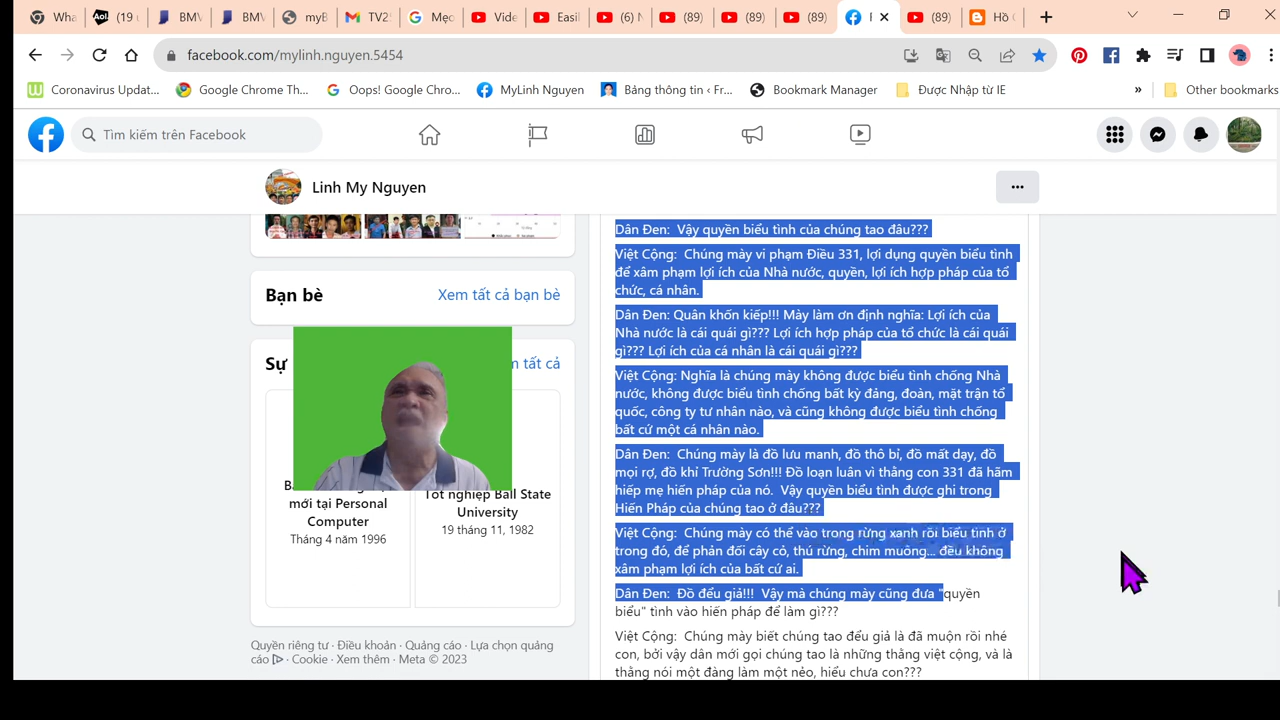 Wha
Aol.
(19
BMV
BMV
myB
TV2
Mẹo
Vide
Easil
(6) N
(89)
(89)
(89)
(89)
Hồ
facebook.com/mylinh.nguyen.5454
Coronavirus Updat...
Google Chrome Th...
Oops! Google Chro...
MyLinh Nguyen
Bảng thông tin ‹ Fr...
Bookmark Manager
Được Nhập từ IE
»
Other bookmarks
Tìm kiếm trên Facebook
Linh My Nguyen
Bạn bè
Xem tất cả bạn bè
Sự
tất cả
mới tại Personal
Computer
Tháng 4 năm 1996
Tốt nghiệp Ball State
University
19 tháng 11, 1982
Quyền riêng tư · Điều khoản · Quảng cáo · Lựa chọn quảng
cáo · Cookie · Xem thêm · Meta © 2023
Dân Đen: Vậy quyền biểu tình của chúng tao đâu???
Việt Cộng: Chúng mày vi phạm Điều 331, lợi dụng quyền biểu tình
để xâm phạm lợi ích của Nhà nước, quyền, lợi ích hợp pháp của tổ
chức, cá nhân.
Dân Đen: Quân khốn kiếp!!! Mày làm ơn định nghĩa: Lợi ích của
Nhà nước là cái quái gì??? Lợi ích hợp pháp của tổ chức là cái quái
gì??? Lợi ích của cá nhân là cái quái gì???
Việt Cộng: Nghĩa là chúng mày không được biểu tình chống Nhà
nước, không được biểu tình chống bất kỳ đảng, đoàn, mặt trận tổ
quốc, công ty tư nhân nào, và cũng không được biểu tình chống
bất cứ một cá nhân nào.
Dân Đen: Chúng mày là đồ lưu manh, đồ thô bỉ, đồ mất dạy, đồ
mọi rợ, đồ khỉ Trường Sơn!!! Đồ loạn luân vì thằng con 331 đã hãm
hiếp mẹ hiến pháp của nó. Vậy quyền biểu tình được ghi trong
Hiến Pháp của chúng tao ở đâu???
Việt Cộng: Chúng mày có thể vào trong rừng xanh rồi biểu tình ở
trong đó, để phản đối cây cỏ, thú rừng, chim muông... đều không
xâm phạm lợi ích của bất cứ ai.
Dân Đen: Đồ đểu giả!!! Vậy mà chúng mày cũng đưa "quyền
biểu" tình vào hiến pháp để làm gì???
Việt Cộng: Chúng mày biết chúng tao đểu giả là đã muộn rồi nhé
con, bởi vậy dân mới gọi chúng tao là những thằng việt cộng, và là
thằng nói một đàng làm một nẻo, hiểu chưa con???